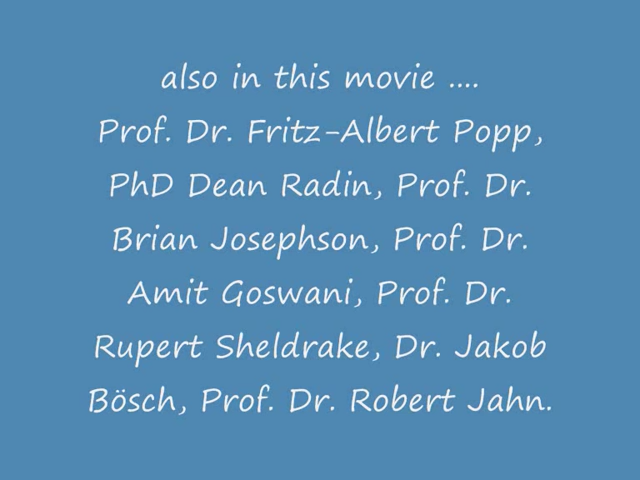 also in this movie ....
Prof. Dr. Fritz-Albert Popp,
PhD Dean Radin, Prof. Dr.
Brian Josephson, Prof. Dr.
Amit Goswani, Prof. Dr.
Rupert Sheldrake, Dr. Jakob
Bösch, Prof. Dr. Robert Jahn.